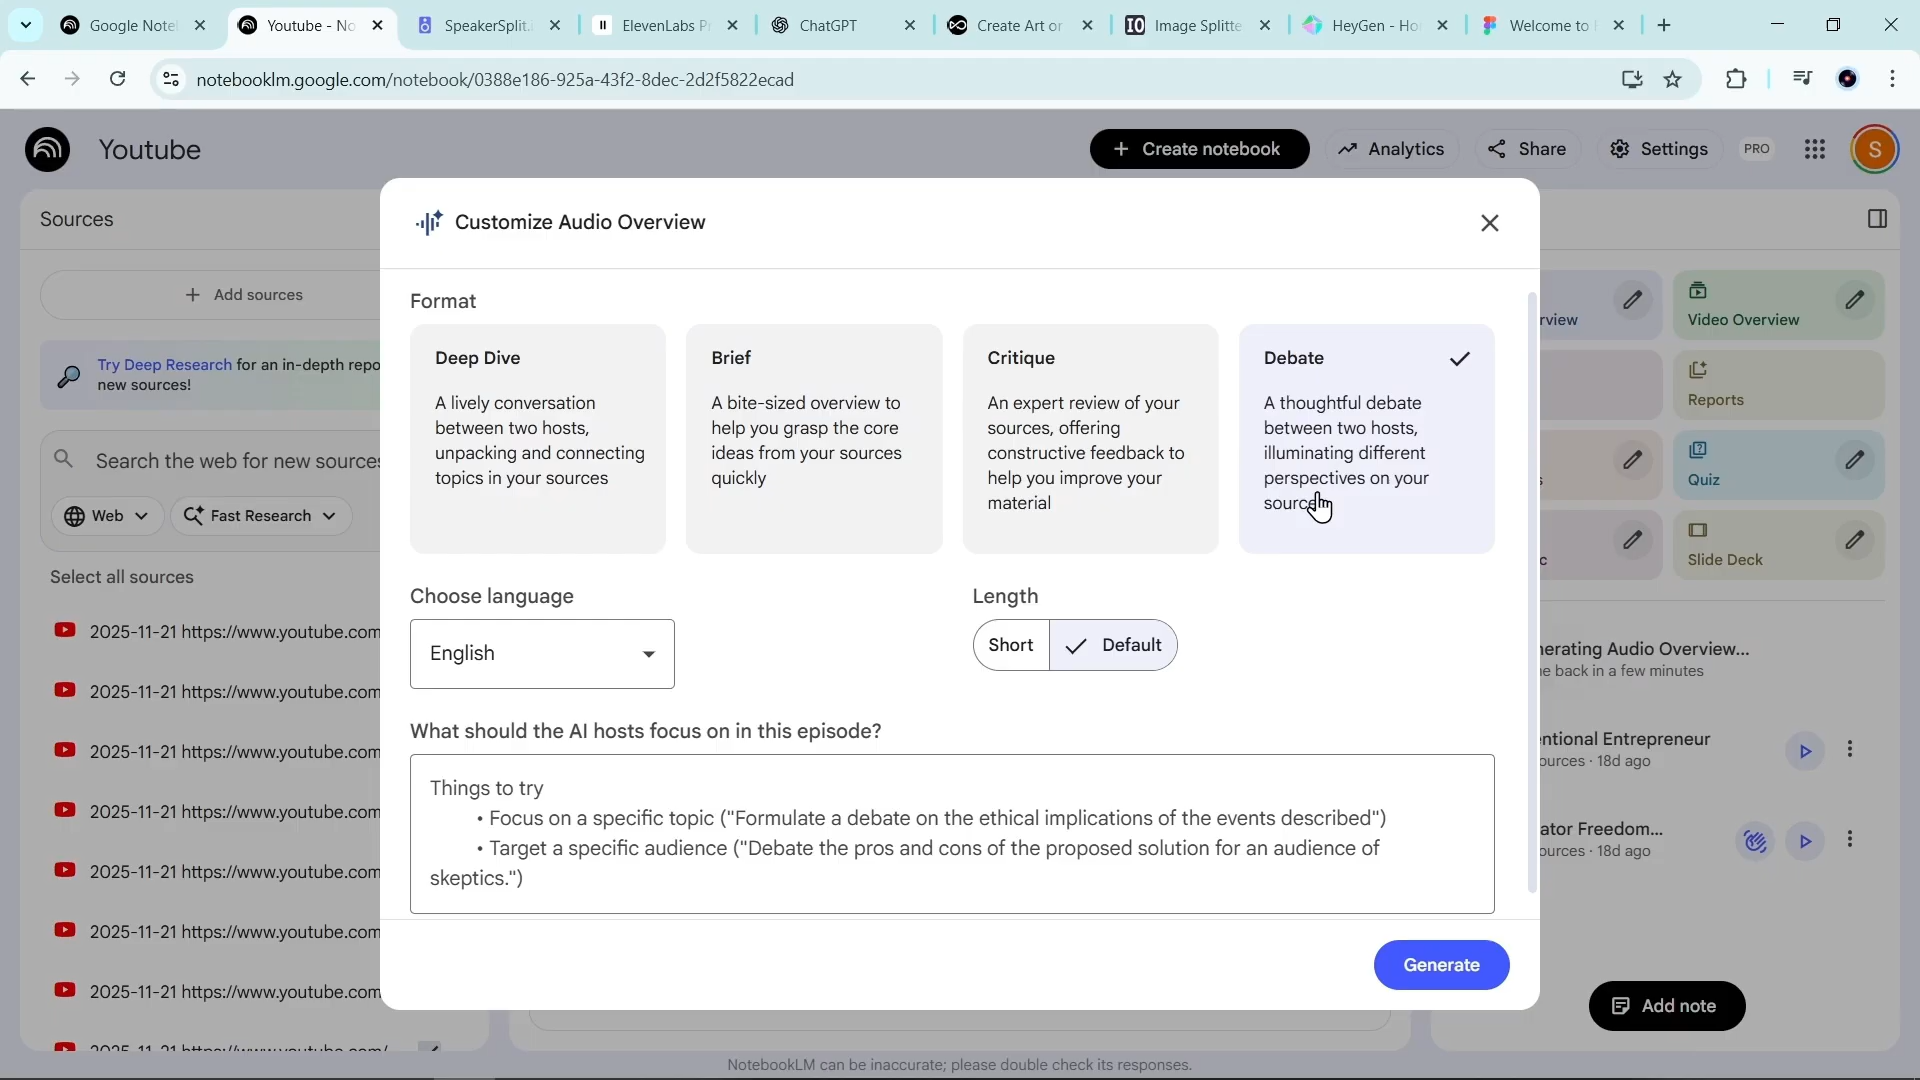 Google Note
Youtube - No
SpeakerSplit.
ElevenLabs P
ChatGPT
Create Art or
Image Splitte
HeyGen - Ho
Welcome to
notebooklm.google.com/notebook/0388e186-925a-43f2-8dec-2d2f5822ecad
Youtube
Create notebook
Analytics
Share
Settings
PRO
S
Sources
Add sources
Try Deep Research for an in-depth repo
new sources!
Search the web for new sources
Web
Fast Research
Select all sources
2025-11-21 https://www.youtube.com
2025-11-21 https://www.youtube.com
2025-11-21 https://www.youtube.com
2025-11-21 https://www.youtube.com
2025-11-21 https://www.youtube.com
2025-11-21 https://www.youtube.com
2025-11-21 https://www.youtube.com
2025-11-21 https://www.youtube.com/
Customize Audio Overview
Format
Deep Dive
A lively conversation
between two hosts,
unpacking and connecting
topics in your sources
Brief
A bite-sized overview to
help you grasp the core
ideas from your sources
quickly
Critique
An expert review of your
sources, offering
constructive feedback to
help you improve your
material
Debate
A thoughtful debate
between two hosts,
illuminating different
perspectives on your
sources
Choose language
English
Length
Short
Default
What should the AI hosts focus on in this episode?
Things to try
• Focus on a specific topic ("Formulate a debate on the ethical implications of the events described")
• Target a specific audience ("Debate the pros and cons of the proposed solution for an audience of
skeptics.")
Generate
rview
Video Overview
Reports
s
Quiz
c
Slide Deck
nerating Audio Overview...
e back in a few minutes
entional Entrepreneur
ources · 18d ago
ator Freedom...
ources · 18d ago
Add note
NotebookLM can be inaccurate; please double check its responses.